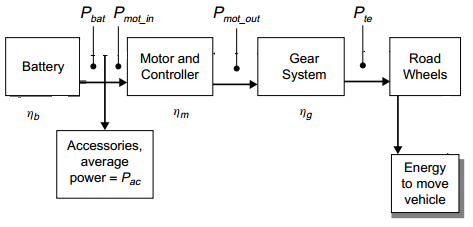 P_bat P_mot_in P_mot_out P_te
Battery
Motor and
Controller
Gear
System
Road
Wheels
η_b η_m η_g
Accessories,
average
power = P_ac
Energy
to move
vehicle